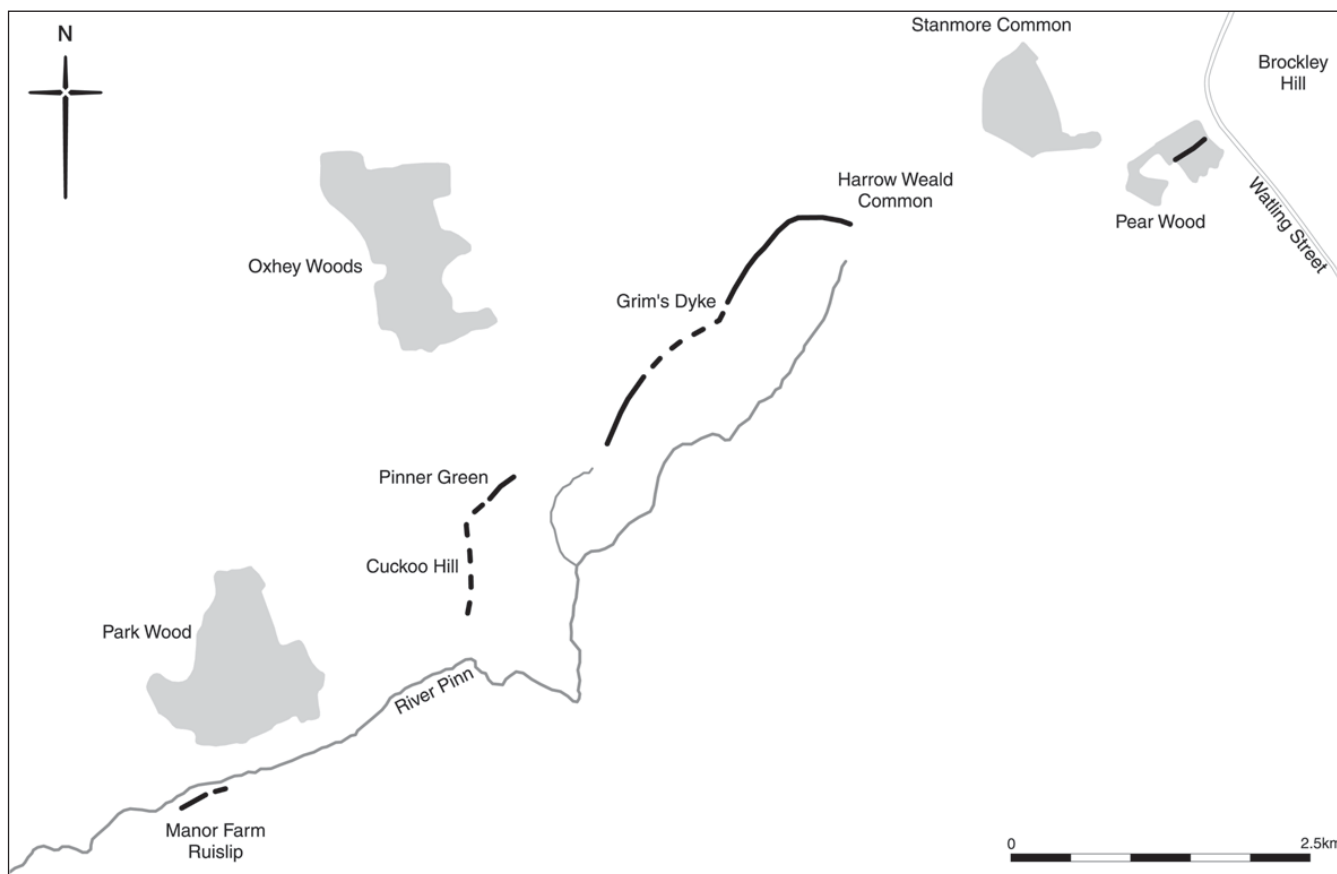 N
Stanmore Common
Brockley
Hill
Harrow Weald
Common
Pear Wood
Watling Street
Oxhey Woods
Grim's Dyke
Pinner Green
Cuckoo Hill
Park Wood
River Pinn
Manor Farm
Ruislip
0
2.5km